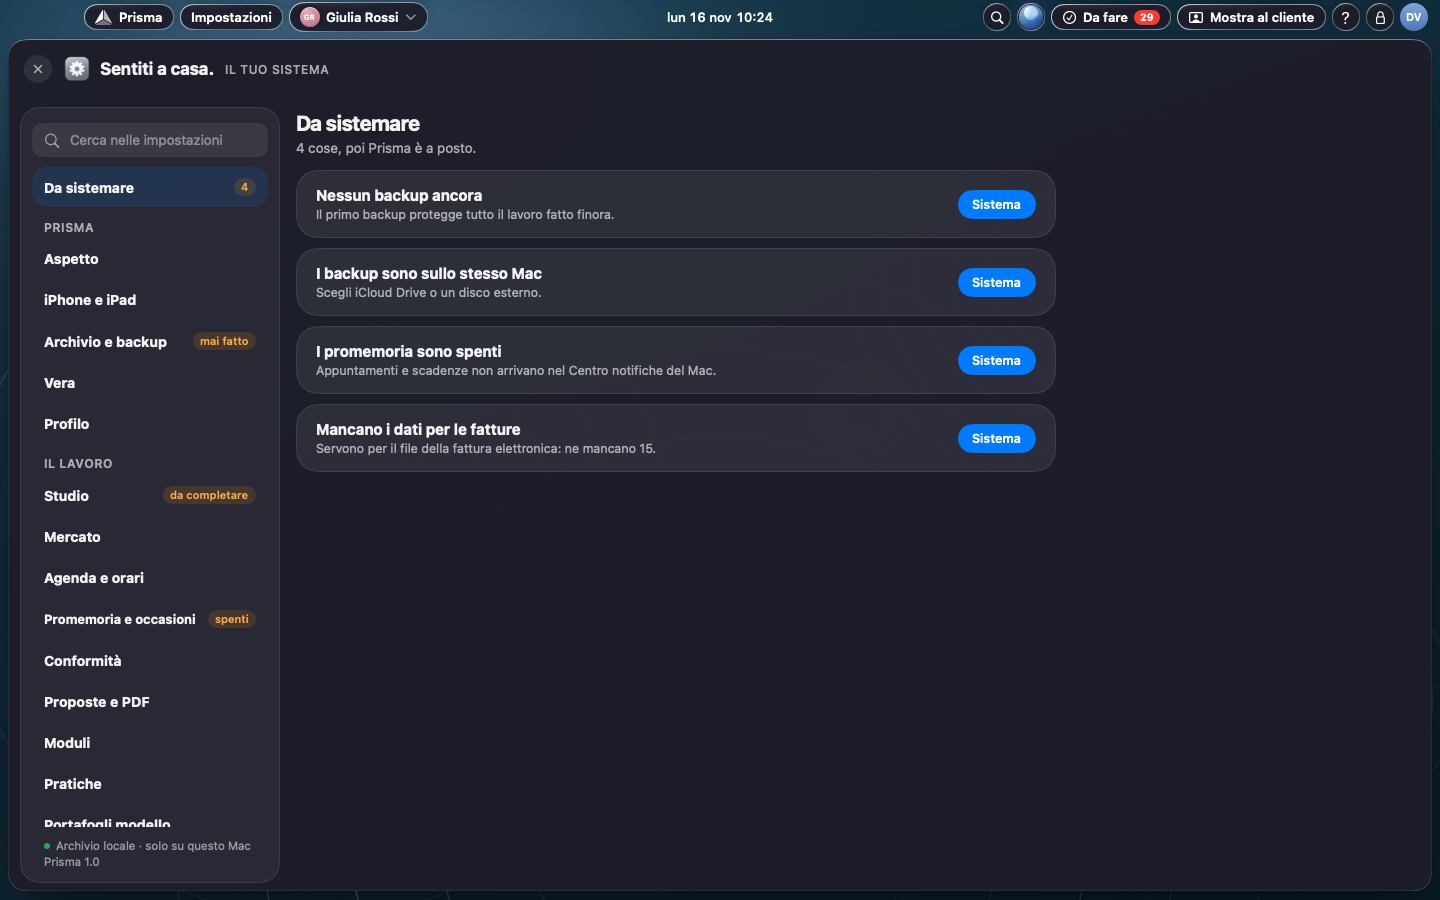 Prisma
Impostazioni
GR Giulia Rossi
lun 16 nov 10:24
Da fare 29
Mostra al cliente
?
DV
Sentiti a casa. IL TUO SISTEMA
Cerca nelle impostazioni
Da sistemare 4
PRISMA
Aspetto
iPhone e iPad
Archivio e backup mai fatto
Vera
Profilo
IL LAVORO
Studio da completare
Mercato
Agenda e orari
Promemoria e occasioni spenti
Conformità
Proposte e PDF
Moduli
Pratiche
Portafogli modello
Archivio locale · solo su questo Mac
Prisma 1.0
Da sistemare
4 cose, poi Prisma è a posto.
Nessun backup ancora
Il primo backup protegge tutto il lavoro fatto finora.
Sistema
I backup sono sullo stesso Mac
Scegli iCloud Drive o un disco esterno.
Sistema
I promemoria sono spenti
Appuntamenti e scadenze non arrivano nel Centro notifiche del Mac.
Sistema
Mancano i dati per le fatture
Servono per il file della fattura elettronica: ne mancano 15.
Sistema